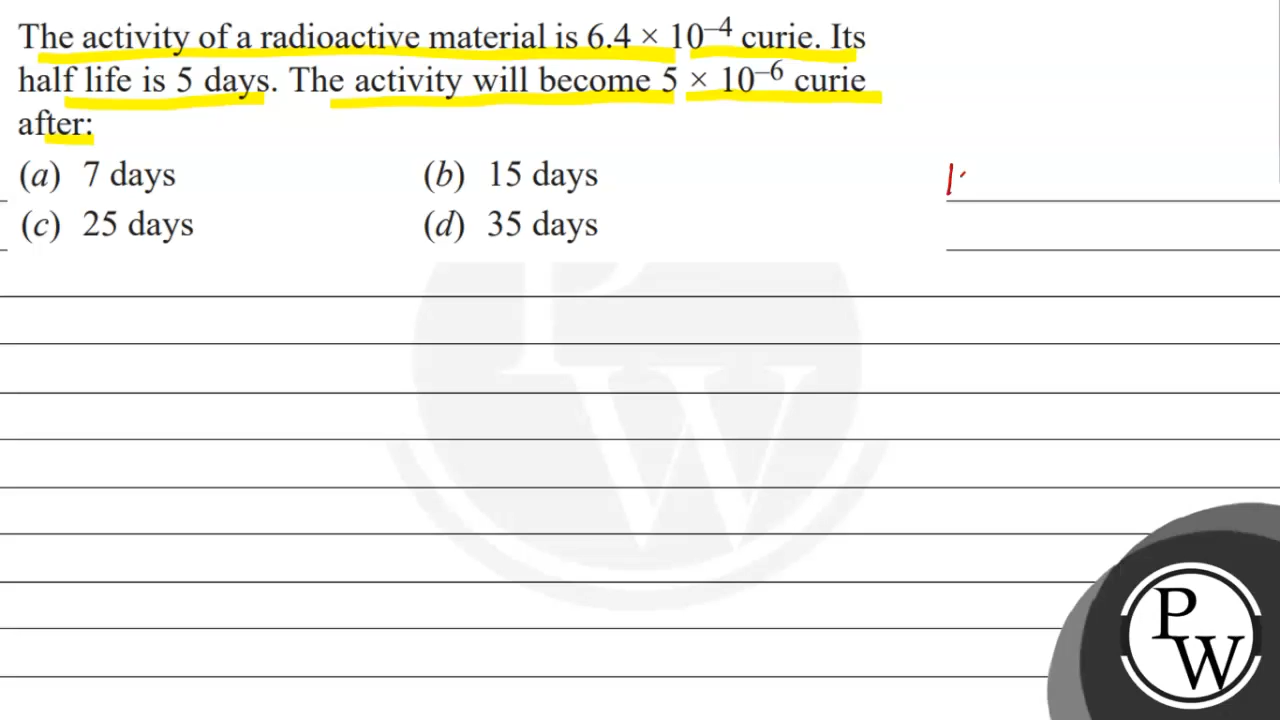 The activity of a radioactive material is 6.4 × 10⁻⁴ curie. Its
half life is 5 days. The activity will become 5 × 10⁻⁶ curie
after:
(a) 7 days (b) 15 days
(c) 25 days (d) 35 days
P
W
P
W